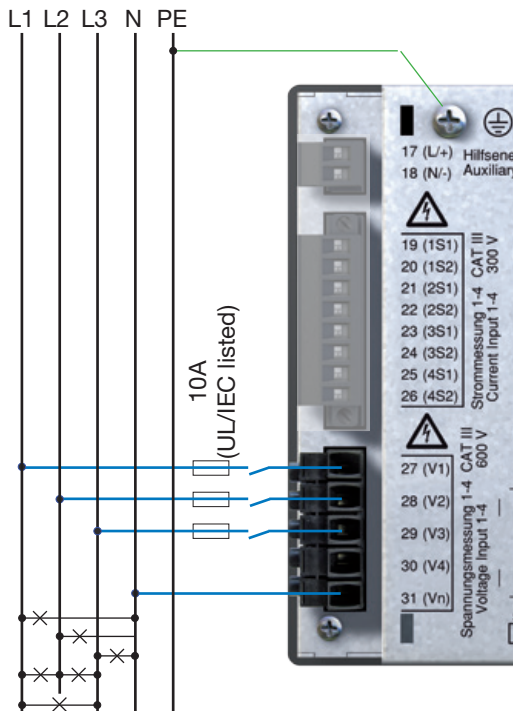 L1 L2 L3 N PE
17 (L/+)
18 (N/-)
Auxiliary
19 (1S1)
20 (1S2)
21 (2S1)
22 (2S2)
23 (3S1)
24 (3S2)
25 (4S1)
26 (4S2)
Strommessung 1-4 CAT III
Current Input 1-4 300 V
10A
(UL/IEC listed)
27 (V1)
28 (V2)
29 (V3)
30 (V4)
31 (Vn)
Spannungsmessung 1-4 CAT III
Voltage Input 1-4 600 V